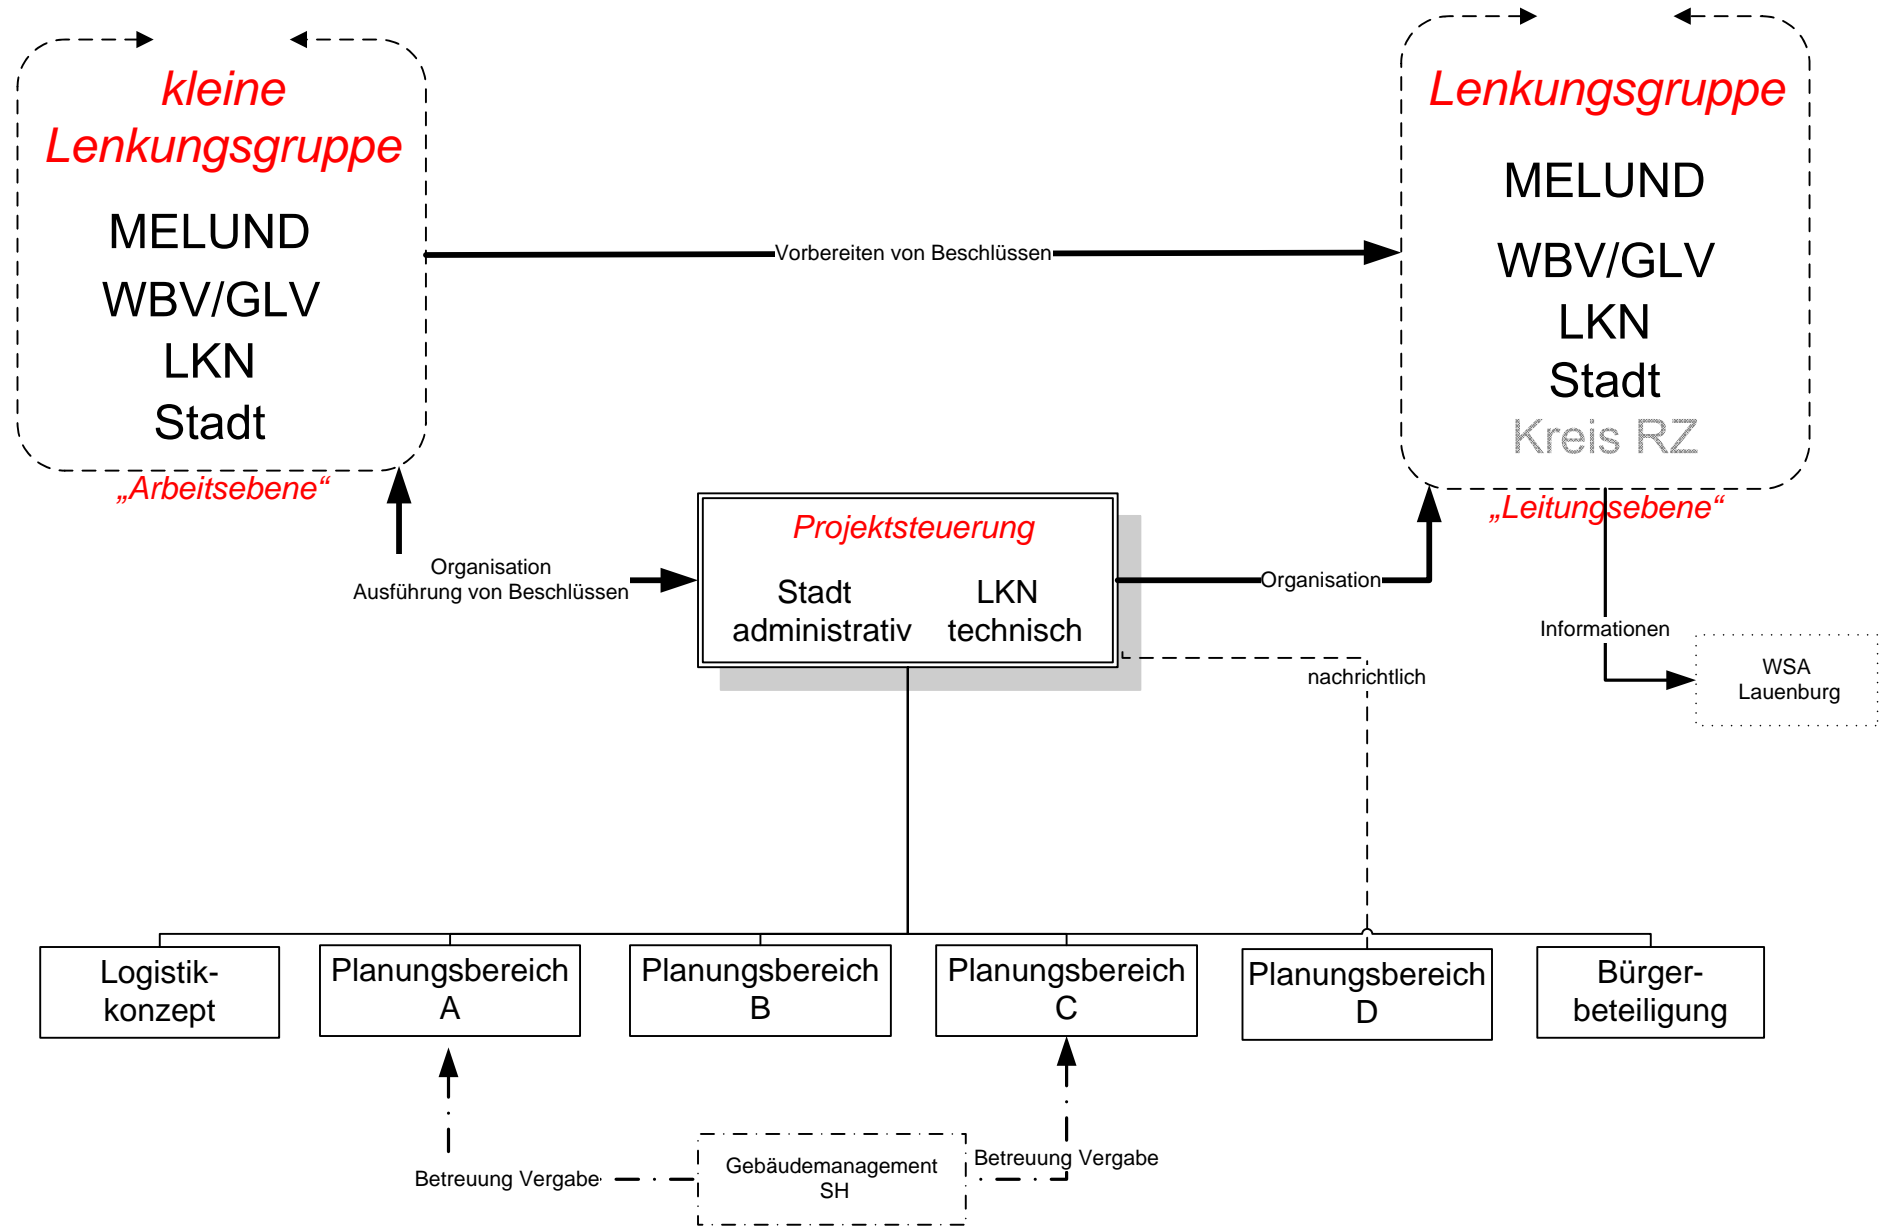 kleine
Lenkungsgruppe
MELUND
WBV/GLV
LKN
Stadt
„Arbeitsebene“
Vorbereiten von Beschlüssen
Lenkungsgruppe
MELUND
WBV/GLV
LKN
Stadt
Kreis RZ
„Leitungsebene“
Organisation
Ausführung von Beschlüssen
Projektsteuerung
Stadt
administrativ
LKN
technisch
Organisation
Informationen
WSA
Lauenburg
nachrichtlich
Logistik-
konzept
Planungsbereich
A
Planungsbereich
B
Planungsbereich
C
Planungsbereich
D
Bürger-
beteiligung
Betreuung Vergabe
Gebäudemanagement
SH
Betreuung Vergabe